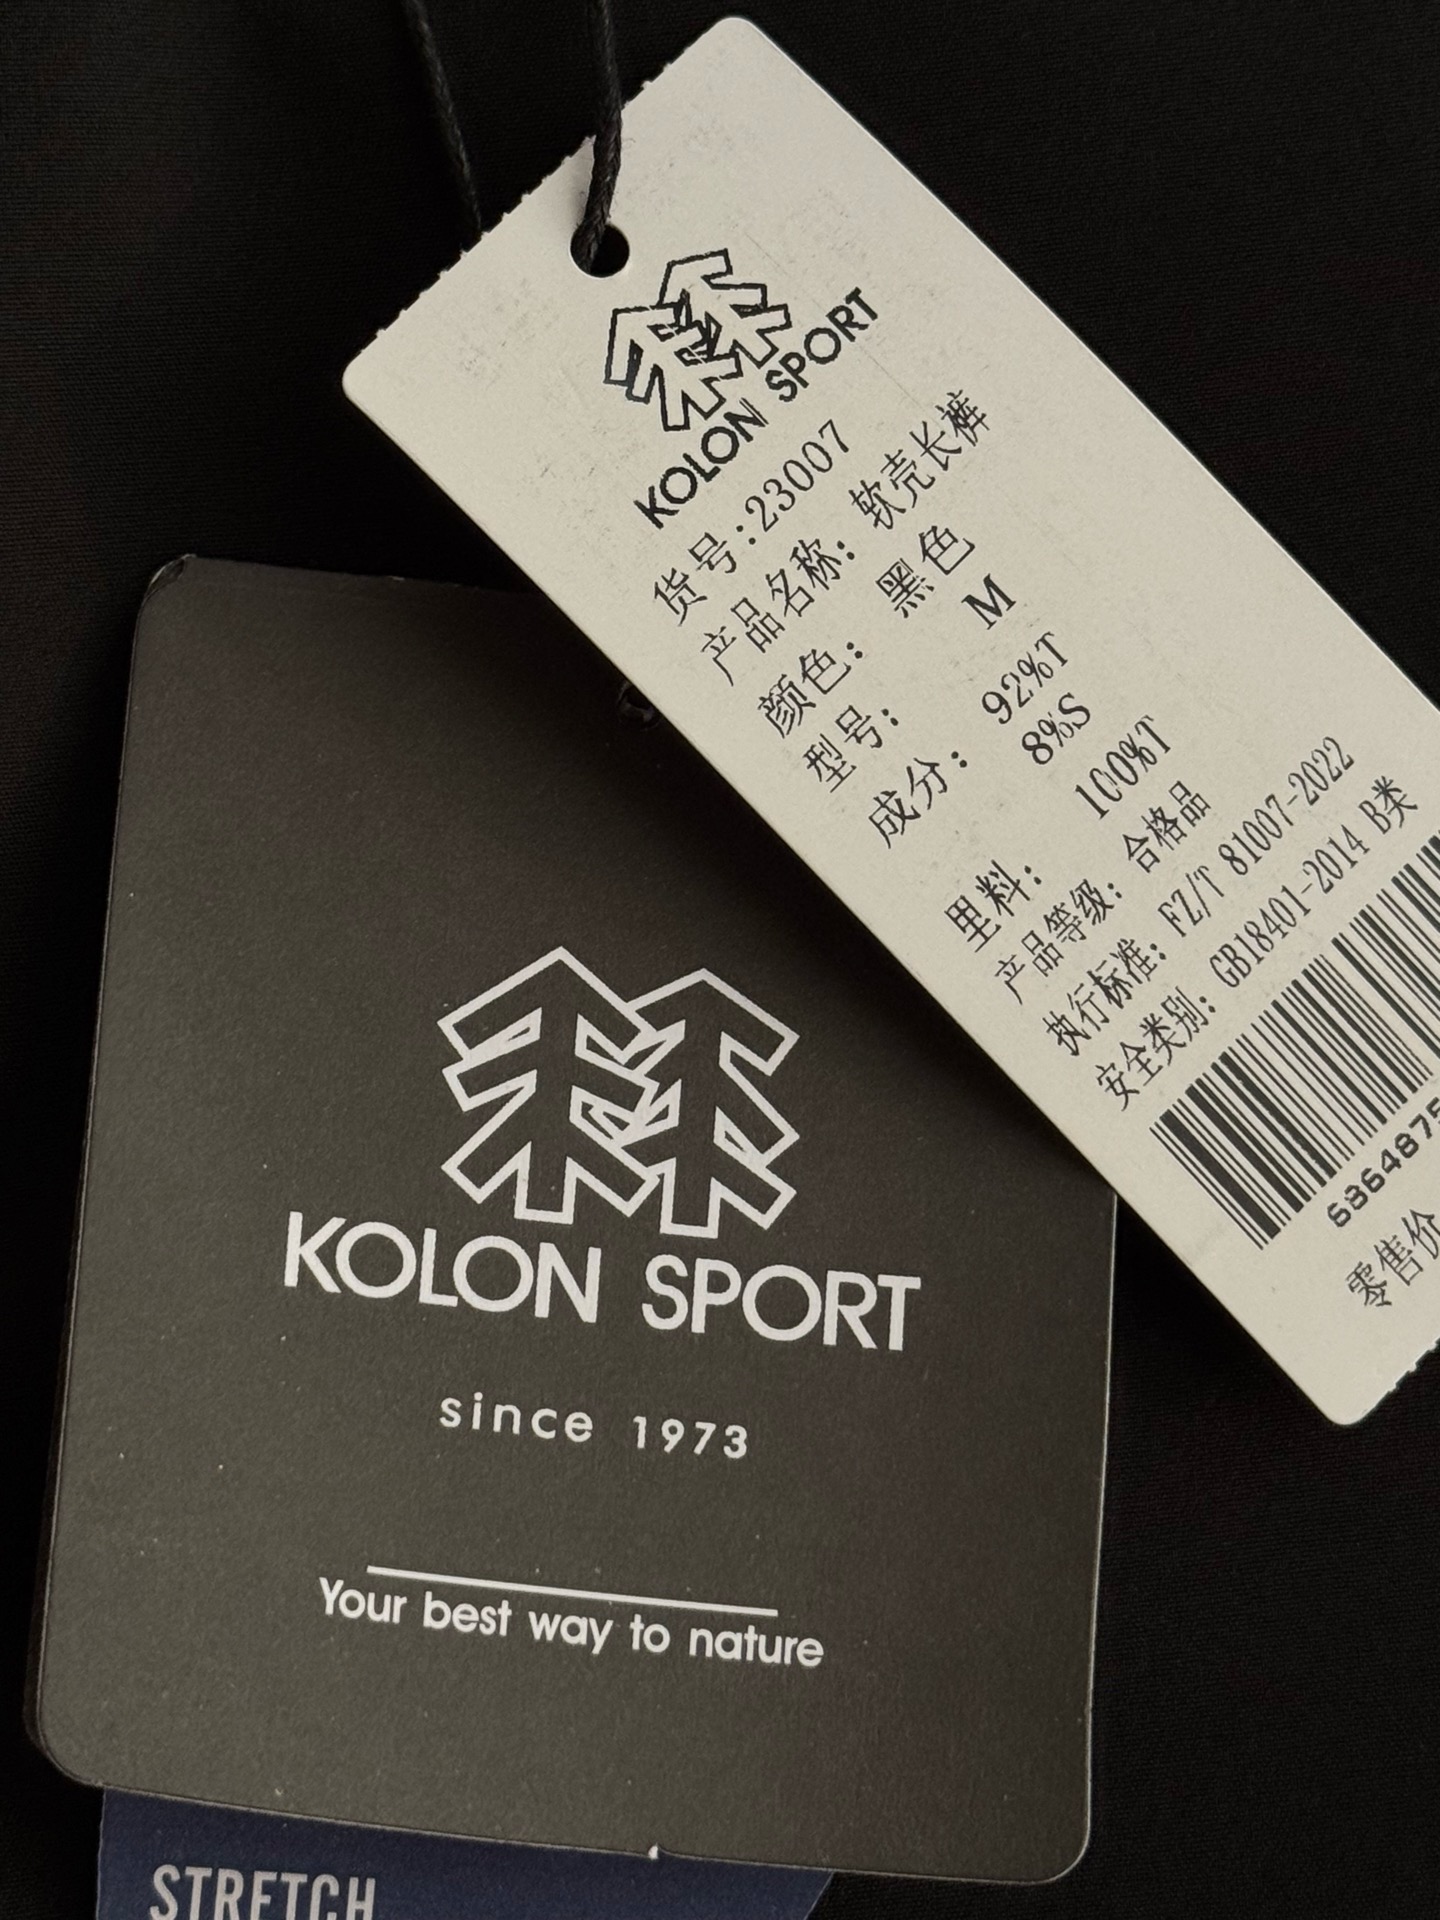 KOLON SPORT
货号:23007
产品名称: 软壳长裤
颜色: 黑色
型号: M
成分: 92%T
8%S
里料: 100%T
产品等级: 合格品
执行标准: FZ/T 81007-2022
安全类别: GB18401-2014 B类
6364875
零售价
KOLON SPORT
since 1973
Your best way to nature
STRETCH